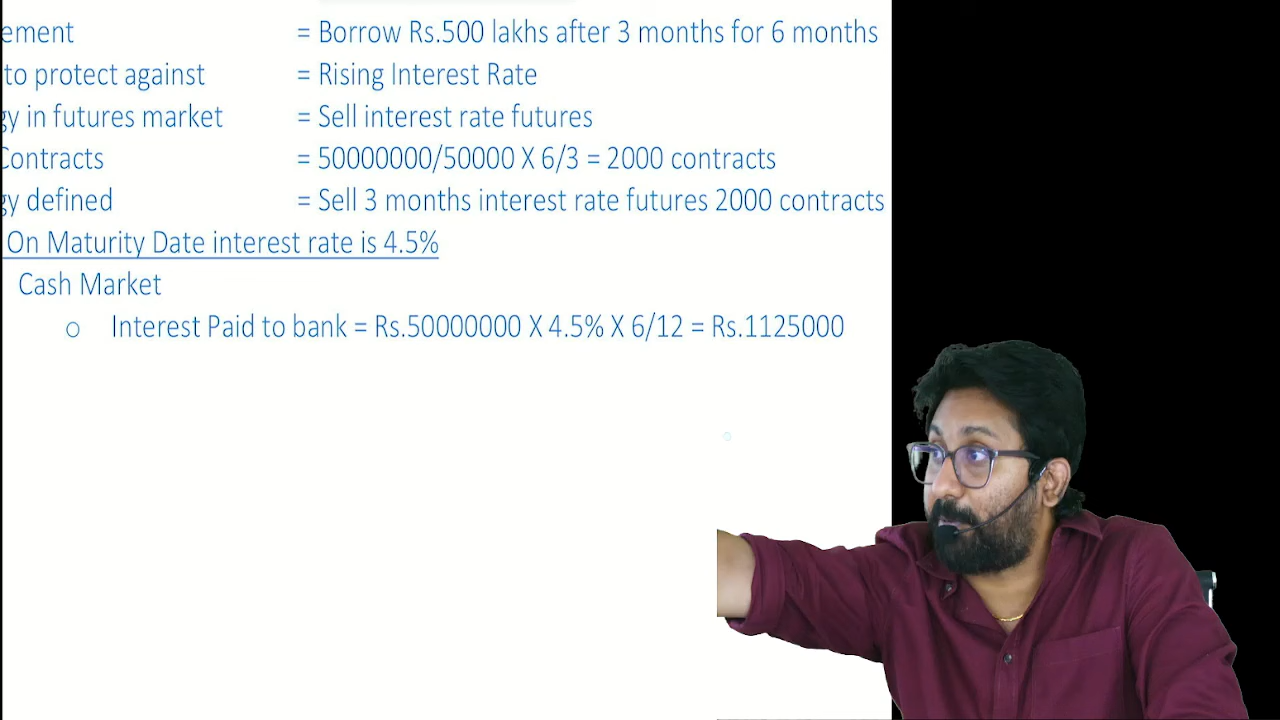 ement = Borrow Rs.500 lakhs after 3 months for 6 months
to protect against = Rising Interest Rate
gy in futures market = Sell interest rate futures
Contracts = 50000000/50000 X 6/3 = 2000 contracts
gy defined = Sell 3 months interest rate futures 2000 contracts
On Maturity Date interest rate is 4.5%
Cash Market
o Interest Paid to bank = Rs.50000000 X 4.5% X 6/12 = Rs.1125000